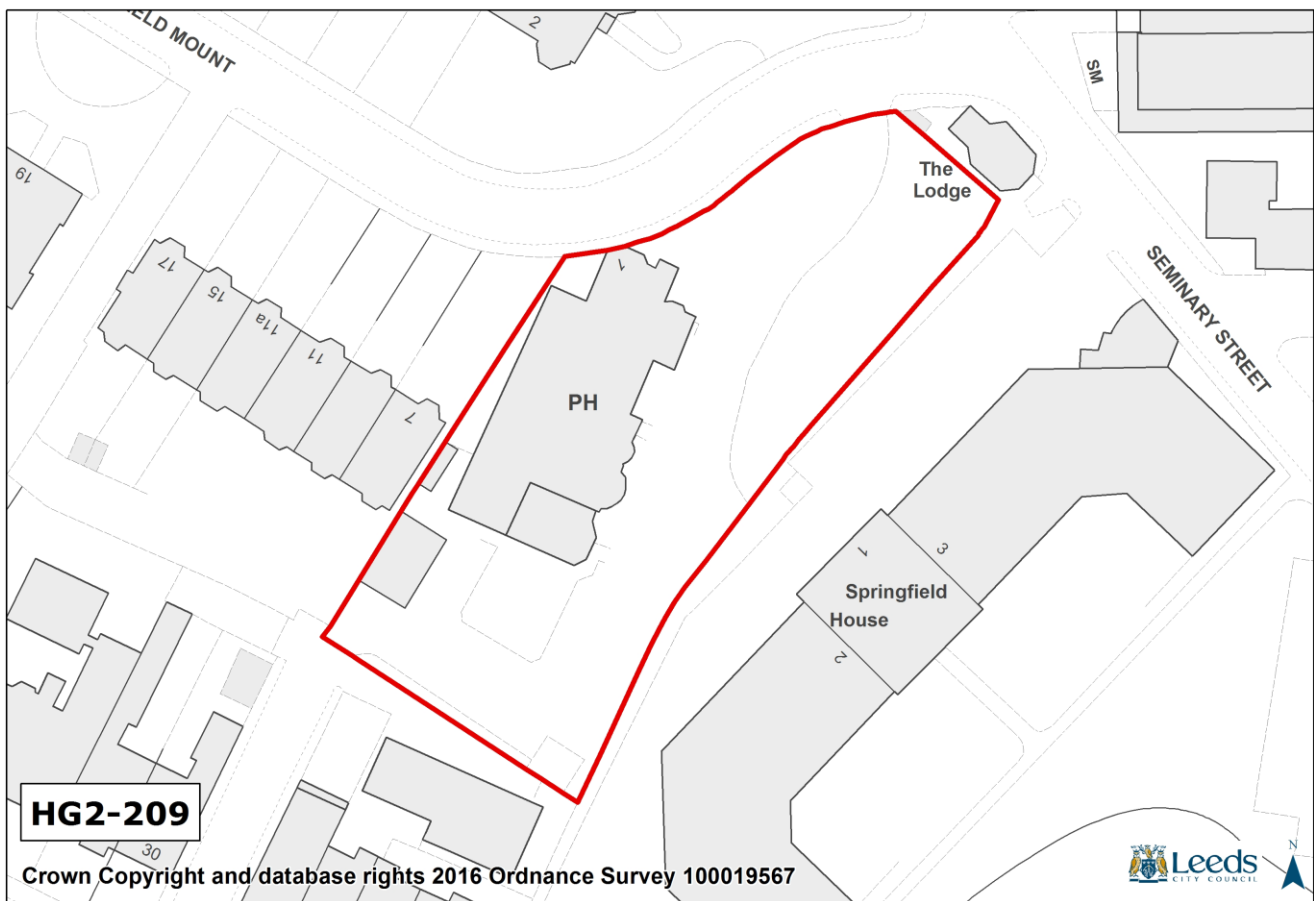 IELD MOUNT
2
SM
19
The
Lodge
SEMINARY STREET
17
15
11a
11
7
1
PH
1
3
Springfield
House
2
HG2-209
30
Crown Copyright and database rights 2016 Ordnance Survey 100019567
Leeds
CITY COUNCIL
N